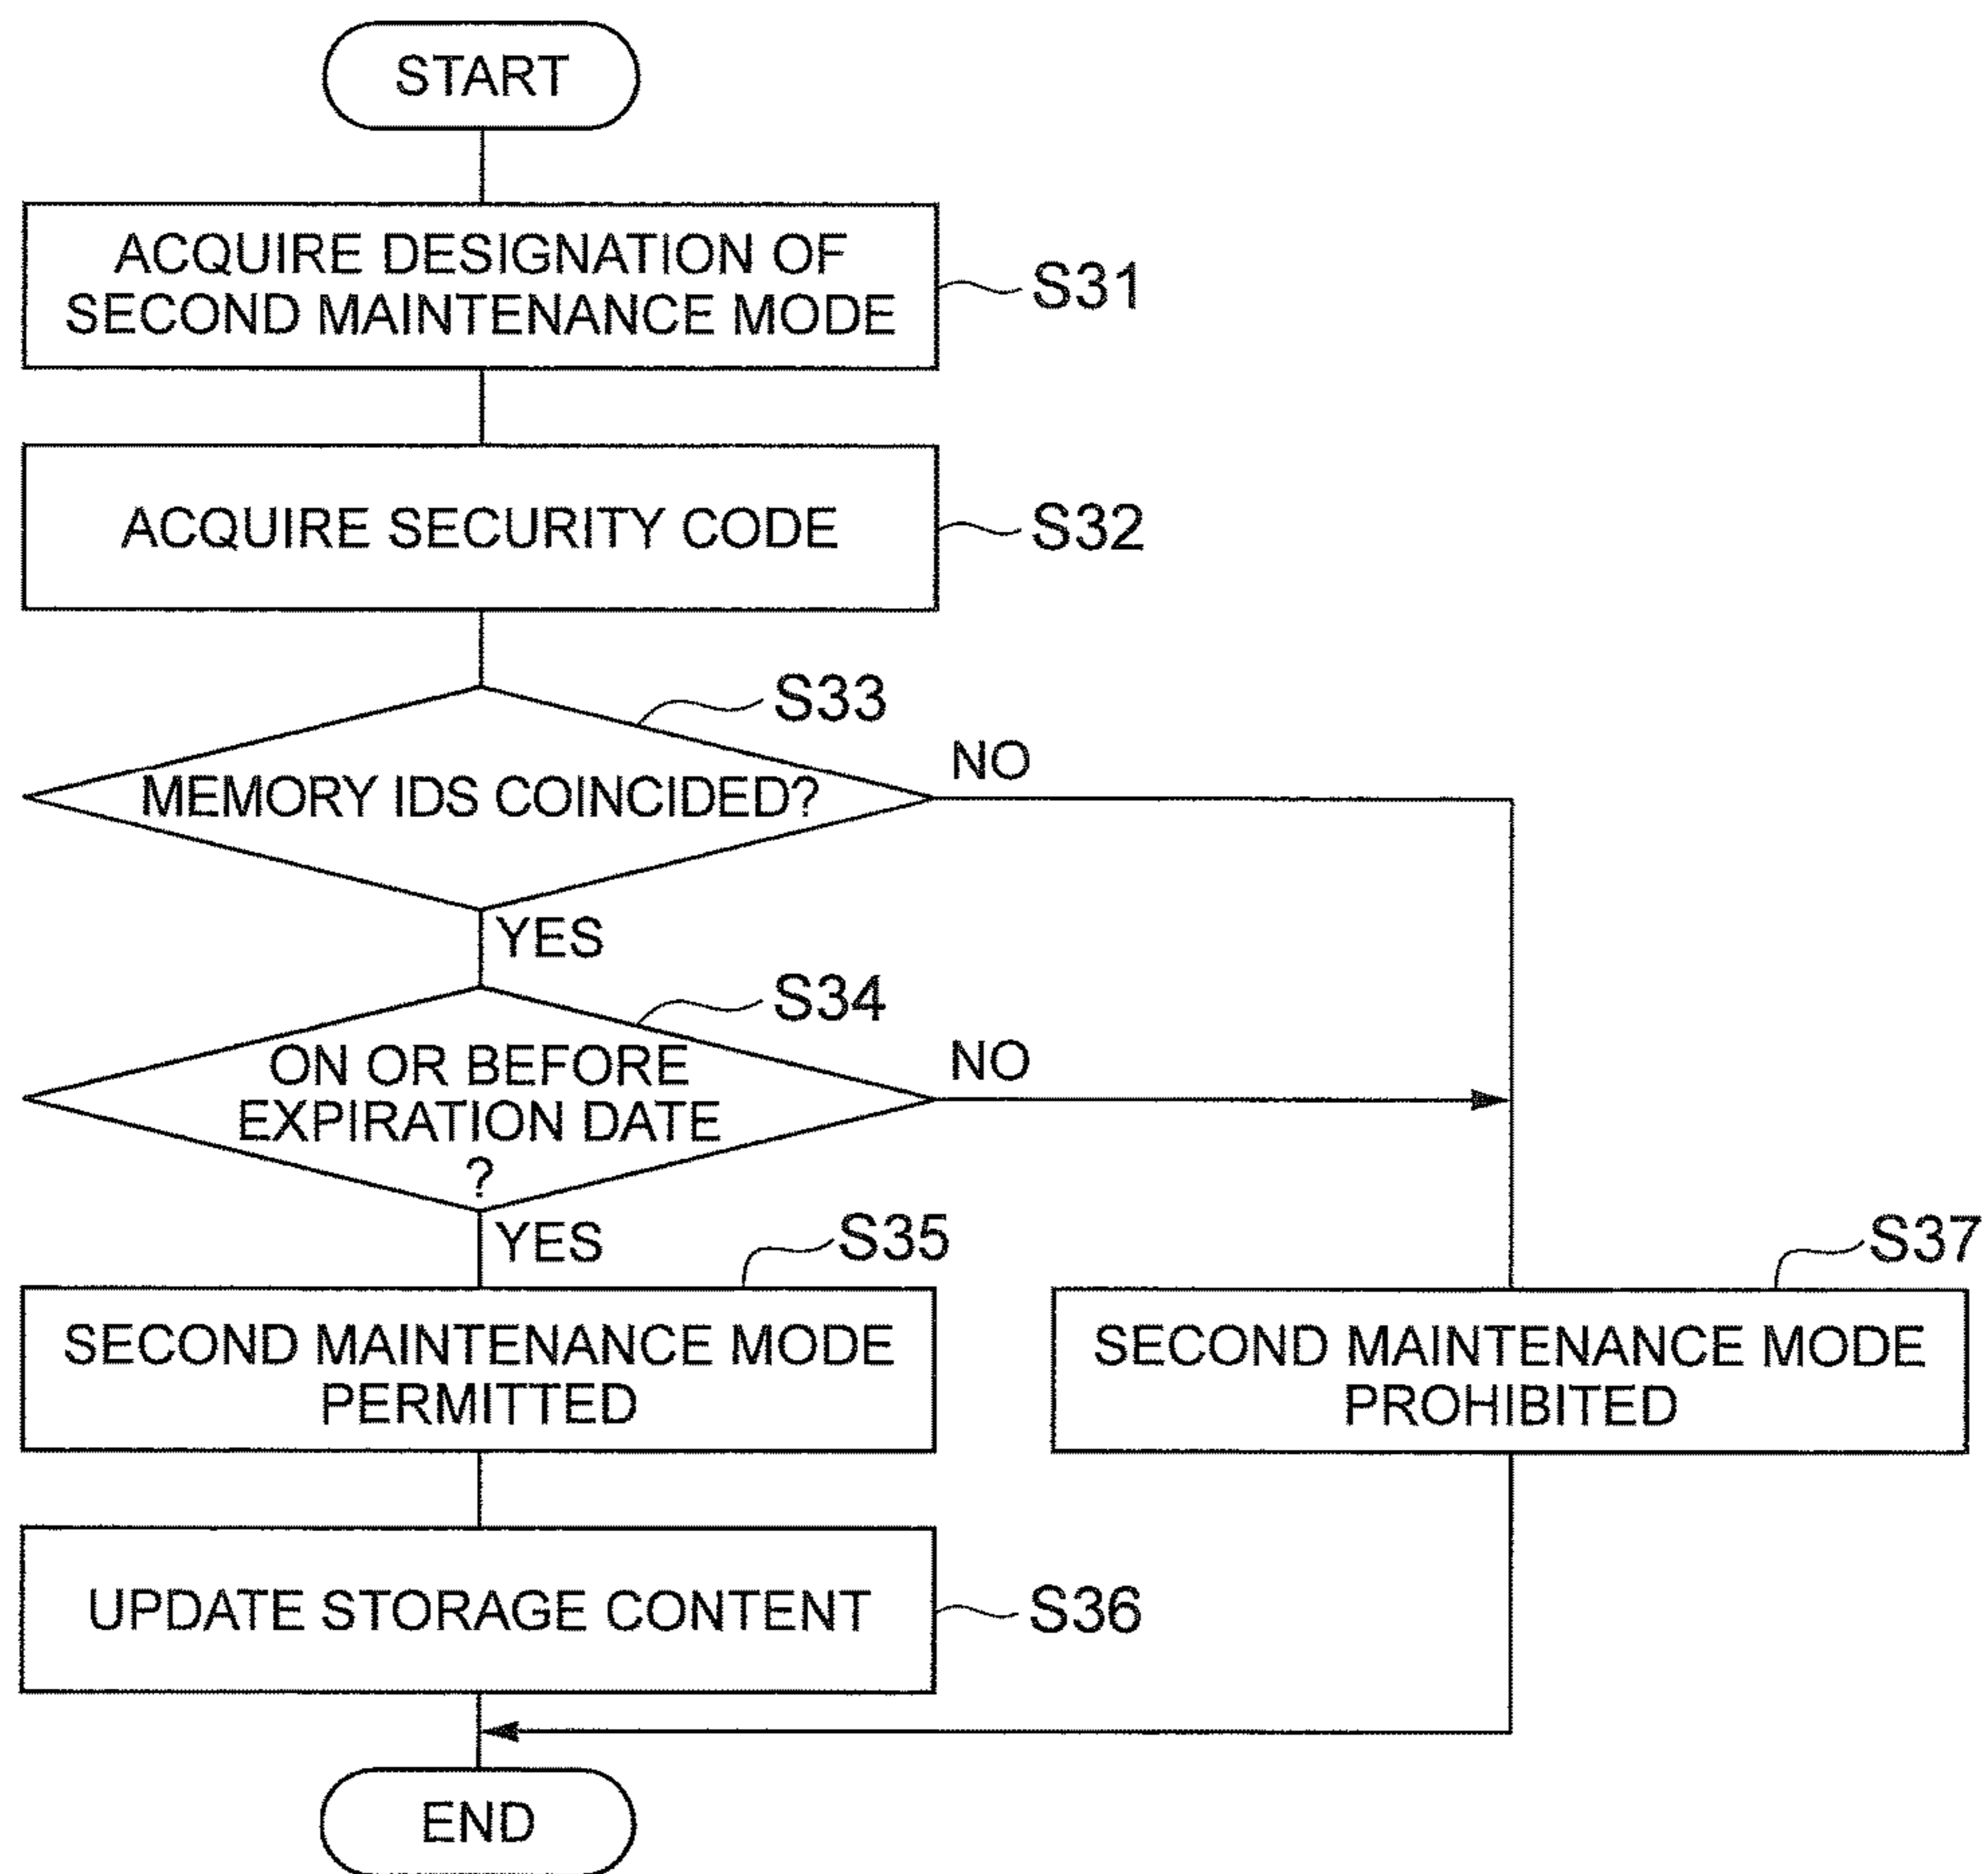 START
ACQUIRE DESIGNATION OF
SECOND MAINTENANCE MODE
S31
ACQUIRE SECURITY CODE
S32
S33
MEMORY IDS COINCIDED?
NO
YES
S34
ON OR BEFORE
EXPIRATION DATE
?
NO
YES
S35
SECOND MAINTENANCE MODE
PERMITTED
S37
SECOND MAINTENANCE MODE
PROHIBITED
UPDATE STORAGE CONTENT
S36
END